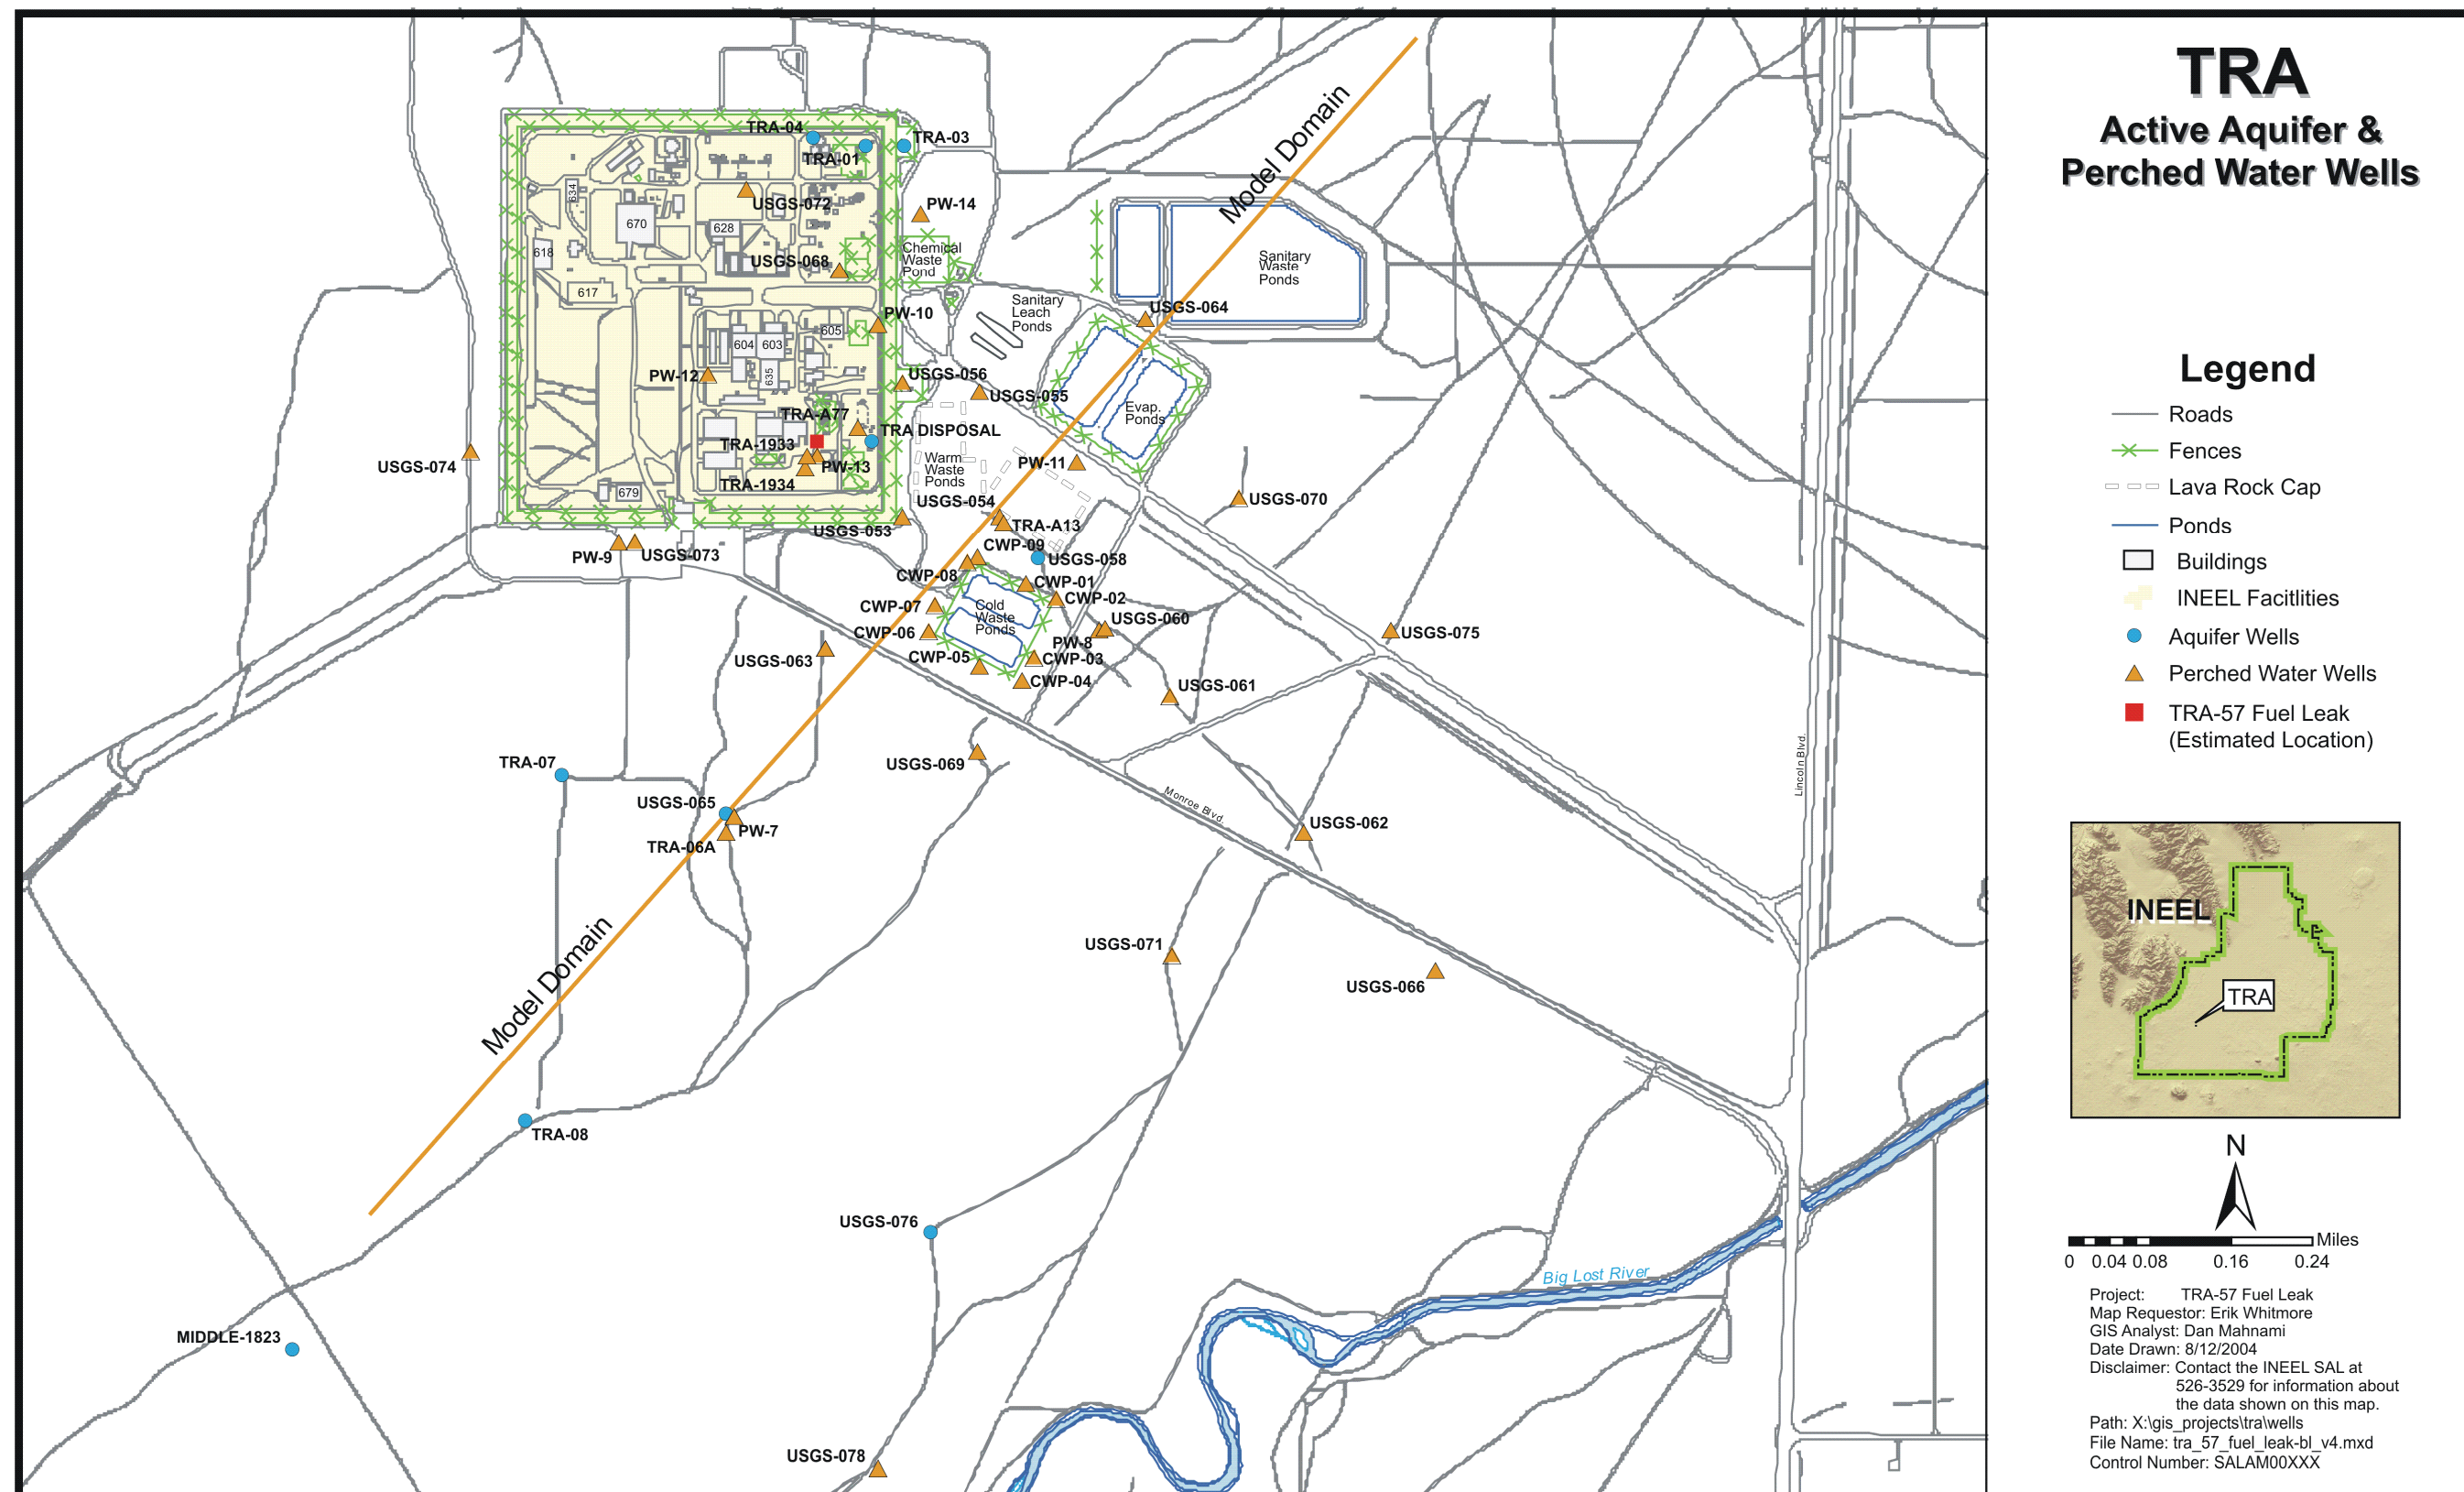 TRA
Active Aquifer &
Perched Water Wells
Legend
Roads
Fences
Lava Rock Cap
Ponds
Buildings
INEEL Facitlities
Aquifer Wells
Perched Water Wells
TRA-57 Fuel Leak
(Estimated Location)
INEEL
TRA
N
Miles
0 0.04 0.08 0.16 0.24
Project: TRA-57 Fuel Leak
Map Requestor: Erik Whitmore
GIS Analyst: Dan Mahnami
Date Drawn: 8/12/2004
Disclaimer: Contact the INEEL SAL at
526-3529 for information about
the data shown on this map.
Path: X:\gis_projects\tra\wells
File Name: tra_57_fuel_leak-bl_v4.mxd
Control Number: SALAM00XXX
Model Domain
TRA-04
TRA-03
TRA-01
634
USGS-072
PW-14
670
628
618
Chemical
Waste
Pond
USGS-068
Sanitary
Waste
Ponds
617
Sanitary
Leach
Ponds
USGS-064
PW-10
605
604
603
635
PW-12
USGS-056
USGS-055
TRA-A77
Evap.
Ponds
TRA DISPOSAL
TRA-1933
Warm
Waste
Ponds
PW-11
USGS-074
PW-13
TRA-1934
679
USGS-054
USGS-070
USGS-053
TRA-A13
PW-9
USGS-073
CWP-09
USGS-058
CWP-08
CWP-01
CWP-02
CWP-07
Cold
Waste
Ponds
USGS-060
CWP-06
PW-8
USGS-075
USGS-063
CWP-05
CWP-03
CWP-04
USGS-061
TRA-07
USGS-069
Lincoln Blvd.
USGS-065
Monroe Blvd.
PW-7
USGS-062
TRA-06A
USGS-071
Model Domain
USGS-066
TRA-08
USGS-076
Big Lost River
MIDDLE-1823
USGS-078